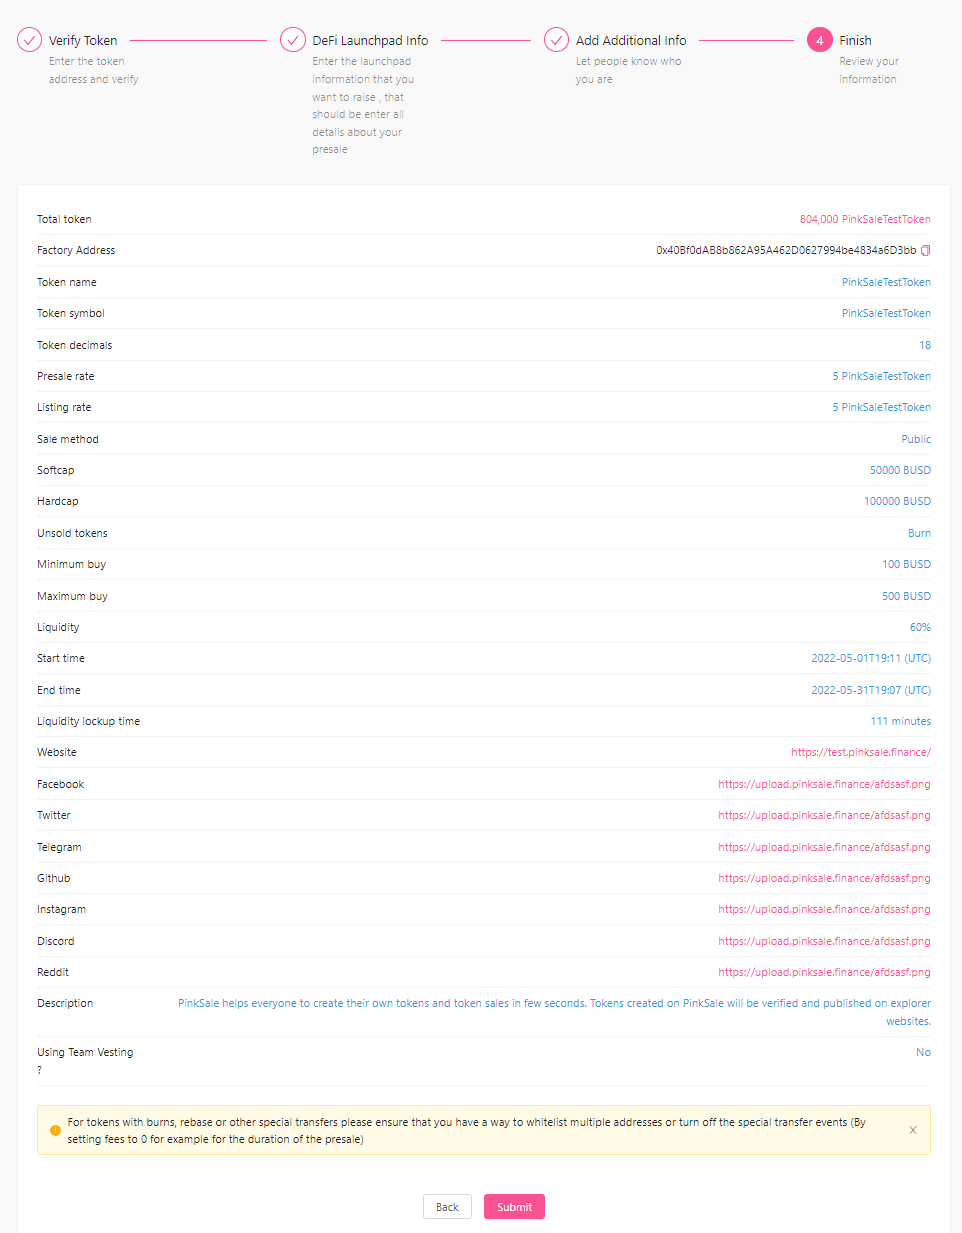 Verify Token
Enter the token
address and verify
DeFi Launchpad Info
Enter the launchpad
information that you
want to raise , that
should be enter all
details about your
presale
Add Additional Info
Let people know who
you are
4
Finish
Review your
information
Total token 804,000 PinkSaleTestToken
Factory Address 0x40Bf0dAB8b862A95A462D0627994be4834a6D3bb
Token name PinkSaleTestToken
Token symbol PinkSaleTestToken
Token decimals 18
Presale rate 5 PinkSaleTestToken
Listing rate 5 PinkSaleTestToken
Sale method Public
Softcap 50000 BUSD
Hardcap 100000 BUSD
Unsold tokens Burn
Minimum buy 100 BUSD
Maximum buy 500 BUSD
Liquidity 60%
Start time 2022-05-01T19:11 (UTC)
End time 2022-05-31T19:07 (UTC)
Liquidity lockup time 111 minutes
Website https://test.pinksale.finance/
Facebook https://upload.pinksale.finance/afdsasf.png
Twitter https://upload.pinksale.finance/afdsasf.png
Telegram https://upload.pinksale.finance/afdsasf.png
Github https://upload.pinksale.finance/afdsasf.png
Instagram https://upload.pinksale.finance/afdsasf.png
Discord https://upload.pinksale.finance/afdsasf.png
Reddit https://upload.pinksale.finance/afdsasf.png
Description PinkSale helps everyone to create their own tokens and token sales in few seconds. Tokens created on PinkSale will be verified and published on explorer
websites.
Using Team Vesting No
?
For tokens with burns, rebase or other special transfers please ensure that you have a way to whitelist multiple addresses or turn off the special transfer events (By
setting fees to 0 for example for the duration of the presale)
Back Submit